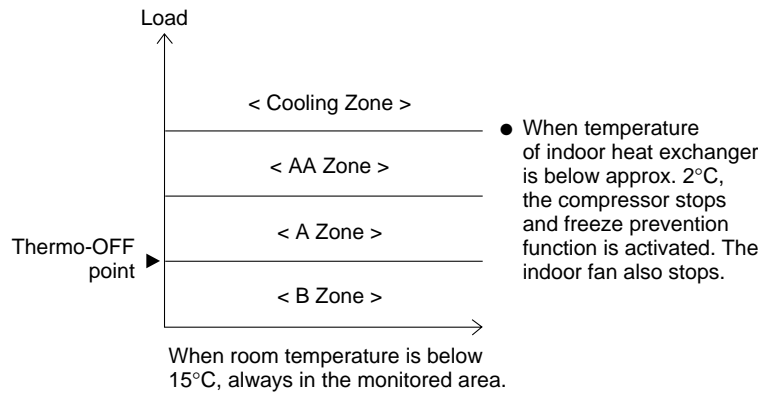 Load
< Cooling Zone >
< AA Zone >
< A Zone >
Thermo-OFF
point
< B Zone >
● When temperature
of indoor heat exchanger
is below approx. 2°C,
the compressor stops
and freeze prevention
function is activated. The
indoor fan also stops.
When room temperature is below
15°C, always in the monitored area.